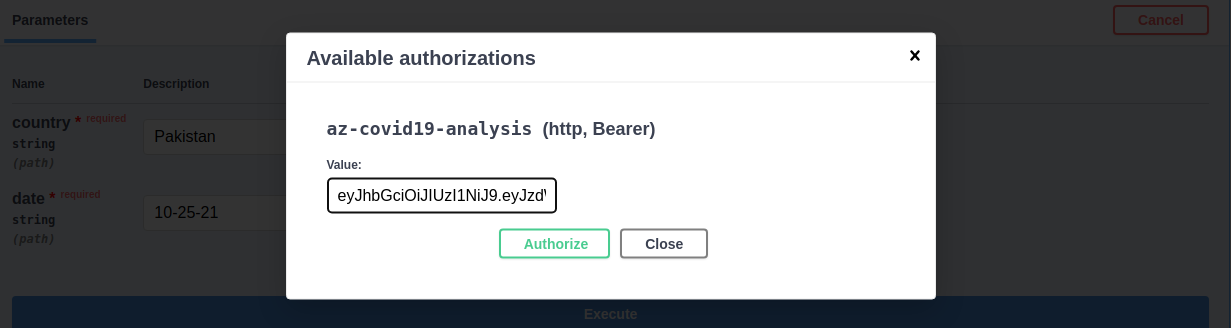 Parameters
Cancel
Available authorizations
×
Name
Description
az-covid19-analysis (http, Bearer)
country * required
string
(path)
Pakistan
Value:
eyJhbGciOiJIUzI1NiJ9.eyJzd
date * required
string
(path)
10-25-21
Authorize
Close
Execute